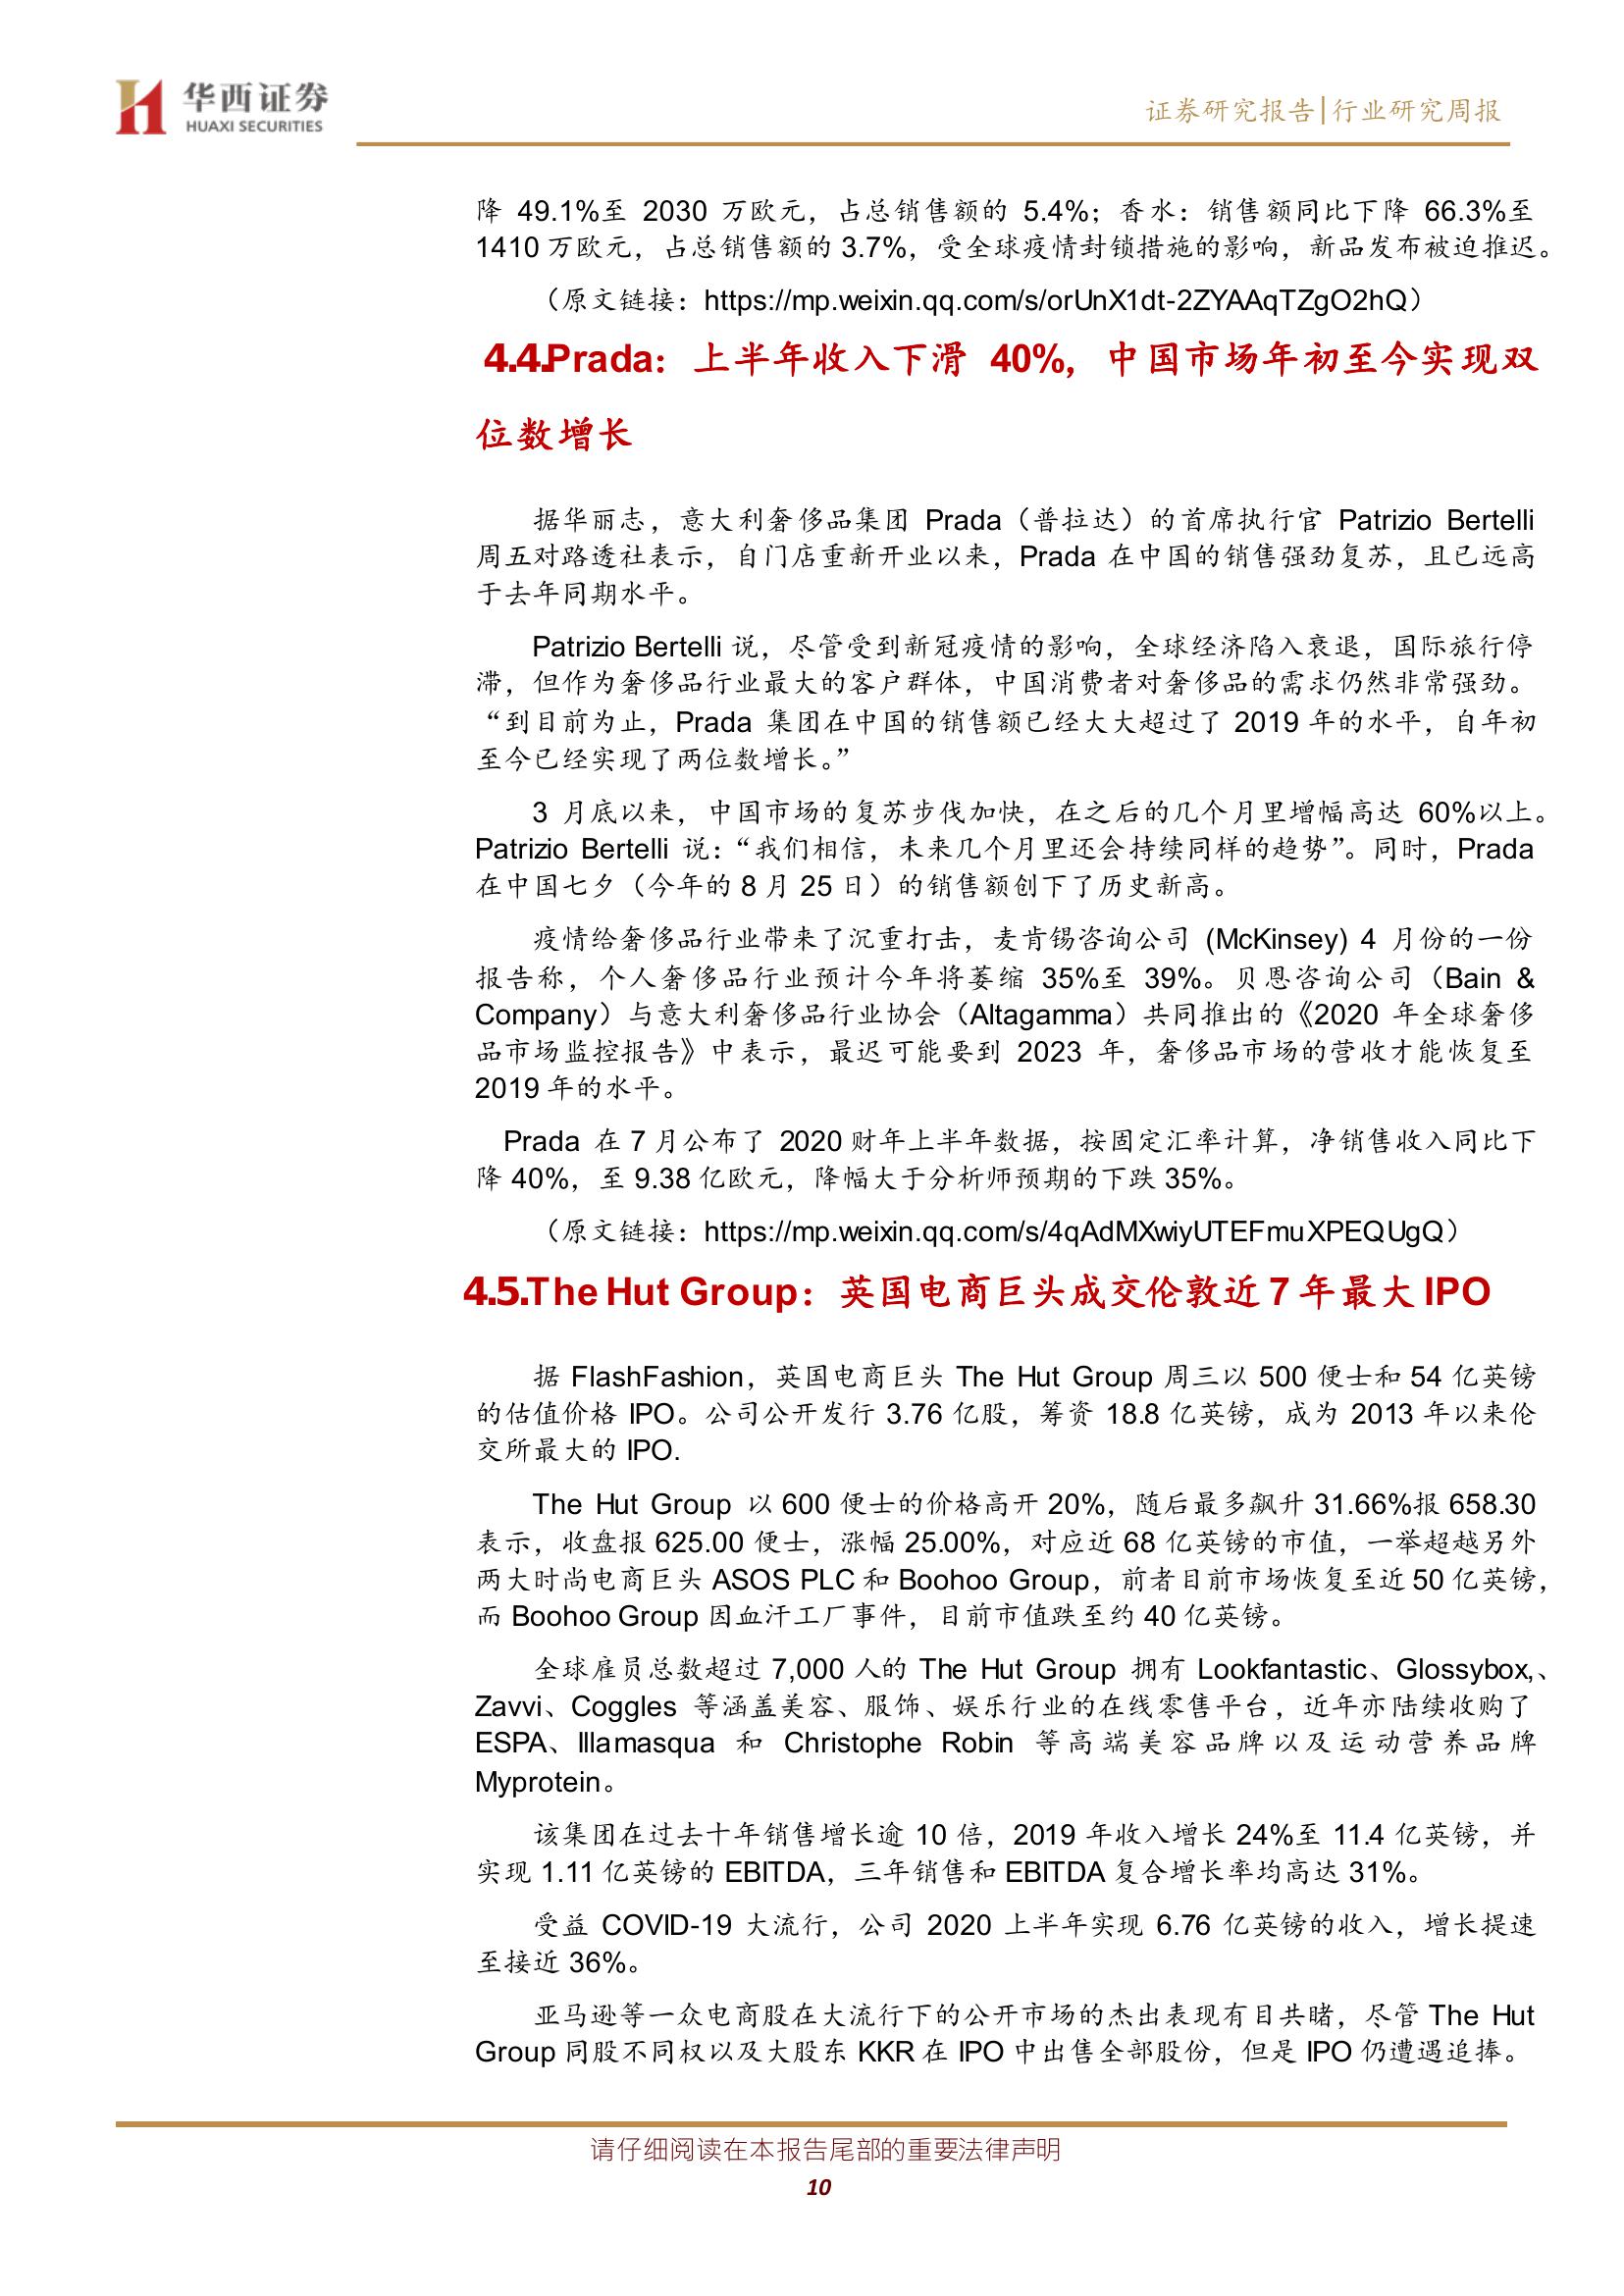 华西证券
HUAXI SECURITIES
证券研究报告|行业研究周报
降 49.1%至 2030 万欧元，占总销售额的 5.4%；香水：销售额同比下降 66.3%至
1410 万欧元，占总销售额的 3.7%，受全球疫情封锁措施的影响，新品发布被迫推迟。
（原文链接：https://mp.weixin.qq.com/s/orUnX1dt-2ZYAAqTZgO2hQ）
4.4.Prada：上半年收入下滑 40%，中国市场年初至今实现双
位数增长
据华丽志，意大利奢侈品集团 Prada（普拉达）的首席执行官 Patrizio Bertelli
周五对路透社表示，自门店重新开业以来，Prada 在中国的销售强劲复苏，且已远高
于去年同期水平。
Patrizio Bertelli 说，尽管受到新冠疫情的影响，全球经济陷入衰退，国际旅行停
滞，但作为奢侈品行业最大的客户群体，中国消费者对奢侈品的需求仍然非常强劲。
“到目前为止，Prada 集团在中国的销售额已经大大超过了 2019 年的水平，自年初
至今已经实现了两位数增长。”
3 月底以来，中国市场的复苏步伐加快，在之后的几个月里增幅高达 60%以上。
Patrizio Bertelli 说：“我们相信，未来几个月里还会持续同样的趋势”。同时，Prada
在中国七夕（今年的 8 月 25 日）的销售额创下了历史新高。
疫情给奢侈品行业带来了沉重打击，麦肯锡咨询公司 (McKinsey) 4 月份的一份
报告称，个人奢侈品行业预计今年将萎缩 35%至 39%。贝恩咨询公司（Bain &
Company）与意大利奢侈品行业协会（Altagamma）共同推出的《2020 年全球奢侈
品市场监控报告》中表示，最迟可能要到 2023 年，奢侈品市场的营收才能恢复至
2019 年的水平。
Prada 在 7 月公布了 2020 财年上半年数据，按固定汇率计算，净销售收入同比下
降 40%，至 9.38 亿欧元，降幅大于分析师预期的下跌 35%。
（原文链接：https://mp.weixin.qq.com/s/4qAdMXwiyUTEFmuXPEQUgQ）
4.5.The Hut Group：英国电商巨头成交伦敦近 7 年最大 IPO
据 FlashFashion，英国电商巨头 The Hut Group 周三以 500 便士和 54 亿英镑
的估值价格 IPO。公司公开发行 3.76 亿股，筹资 18.8 亿英镑，成为 2013 年以来伦
交所最大的 IPO.
The Hut Group 以 600 便士的价格高开 20%，随后最多飙升 31.66%报 658.30
表示，收盘报 625.00 便士，涨幅 25.00%，对应近 68 亿英镑的市值，一举超越另外
两大时尚电商巨头 ASOS PLC 和 Boohoo Group，前者目前市场恢复至近 50 亿英镑，
而 Boohoo Group 因血汗工厂事件，目前市值跌至约 40 亿英镑。
全球雇员总数超过 7,000 人的 The Hut Group 拥有 Lookfantastic、Glossybox,、
Zavvi、Coggles 等涵盖美容、服饰、娱乐行业的在线零售平台，近年亦陆续收购了
ESPA、Illamasqua 和 Christophe Robin 等高端美容品牌以及运动营养品牌
Myprotein。
该集团在过去十年销售增长逾 10 倍，2019 年收入增长 24%至 11.4 亿英镑，并
实现 1.11 亿英镑的 EBITDA，三年销售和 EBITDA 复合增长率均高达 31%。
受益 COVID-19 大流行，公司 2020 上半年实现 6.76 亿英镑的收入，增长提速
至接近 36%。
亚马逊等一众电商股在大流行下的公开市场的杰出表现有目共睹，尽管 The Hut
Group 同股不同权以及大股东 KKR 在 IPO 中出售全部股份，但是 IPO 仍遭遇追捧。
请仔细阅读在本报告尾部的重要法律声明
10